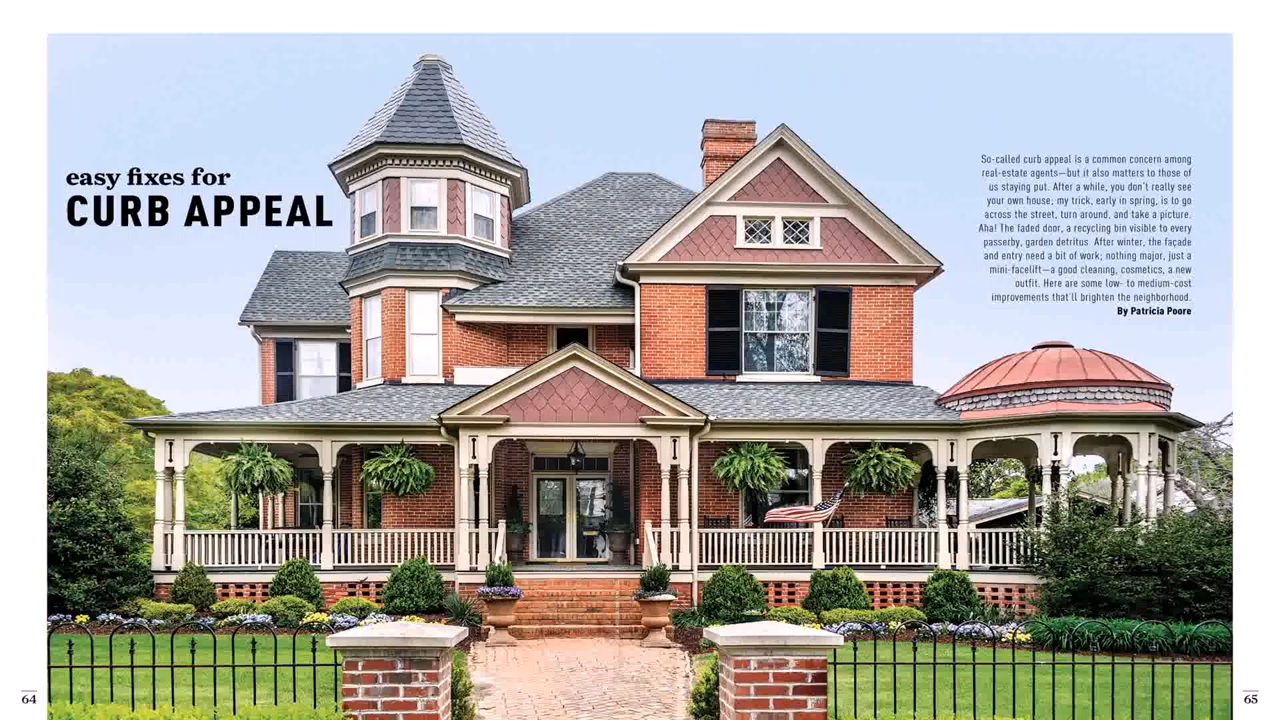 easy fixes for
CURB APPEAL
So-called curb appeal is a common concern among
real-estate agents—but it also matters to those of
us staying put. After a while, you don't really see
your own house; my trick, early in spring, is to go
across the street, turn around, and take a picture.
Aha! The faded door, a recycling bin visible to every
passerby, garden detritus. After winter, the façade
and entry need a bit of work; nothing major, just a
mini-facelift—a good cleaning, cosmetics, a new
outfit. Here are some low- to medium-cost
improvements that'll brighten the neighborhood.
By Patricia Poore
64
65